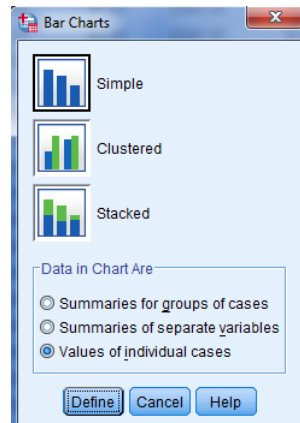 Bar Charts
x
Simple
Clustered
Stacked
Data in Chart Are
Summaries for groups of cases
Summaries of separate variables
Values of individual cases
Define Cancel Help